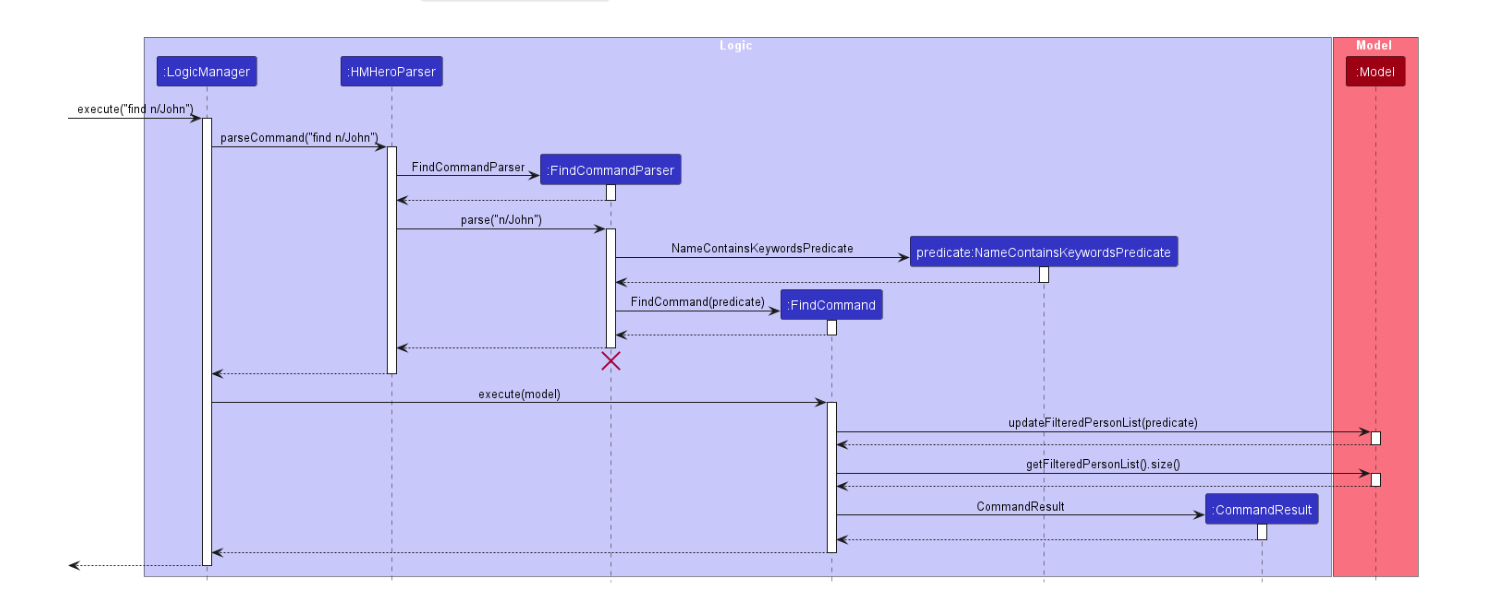 Logic
Model
:LogicManager
:HMHeroParser
:Model
execute("find n/John")
parseCommand("find n/John")
FindCommandParser
:FindCommandParser
parse("n/John")
NameContainsKeywordsPredicate
predicate:NameContainsKeywordsPredicate
FindCommand(predicate)
:FindCommand
execute(model)
updateFilteredPersonList(predicate)
getFilteredPersonList().size()
CommandResult
:CommandResult